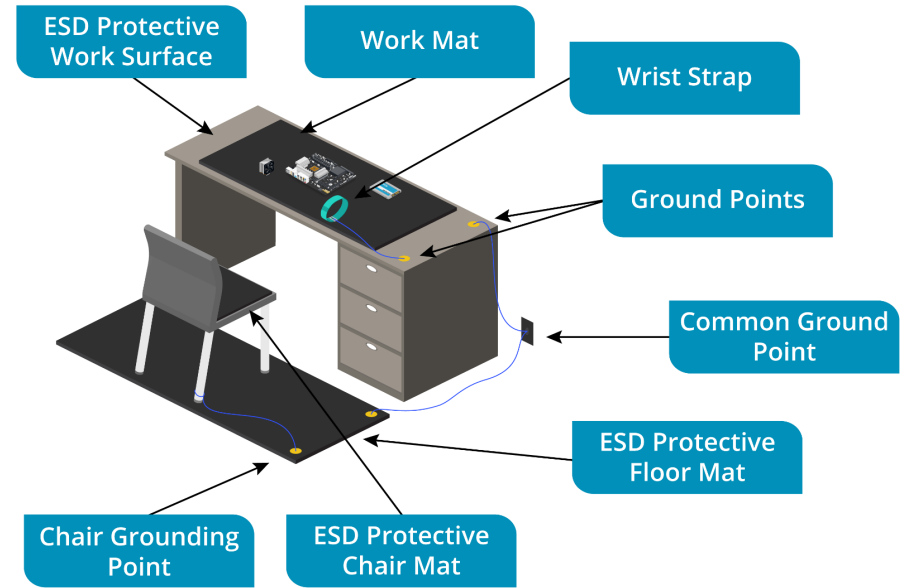 ESD Protective
Work Surface
Work Mat
Wrist Strap
Ground Points
Common Ground
Point
ESD Protective
Floor Mat
Chair Grounding
Point
ESD Protective
Chair Mat